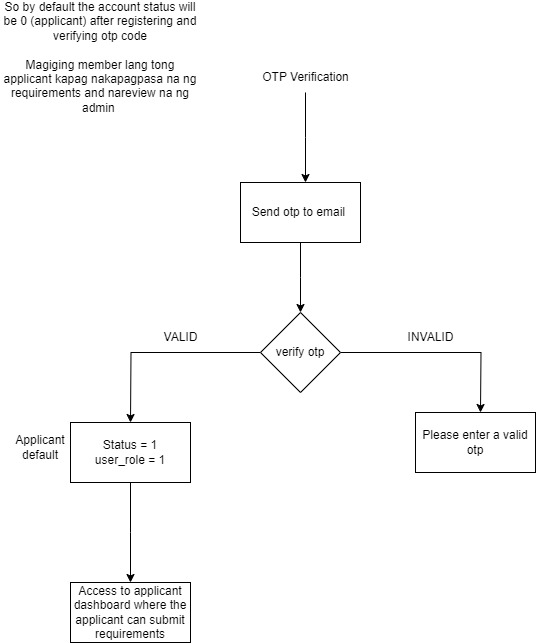 So by default the account status will
be 0 (applicant) after registering and
verifying otp code
Magiging member lang tong
applicant kapag nakapagpasa na ng
requirements and nareview na ng
admin
OTP Verification
Send otp to email
verify otp
VALID
INVALID
Applicant
default
Status = 1
user_role = 1
Please enter a valid
otp
Access to applicant
dashboard where the
applicant can submit
requirements